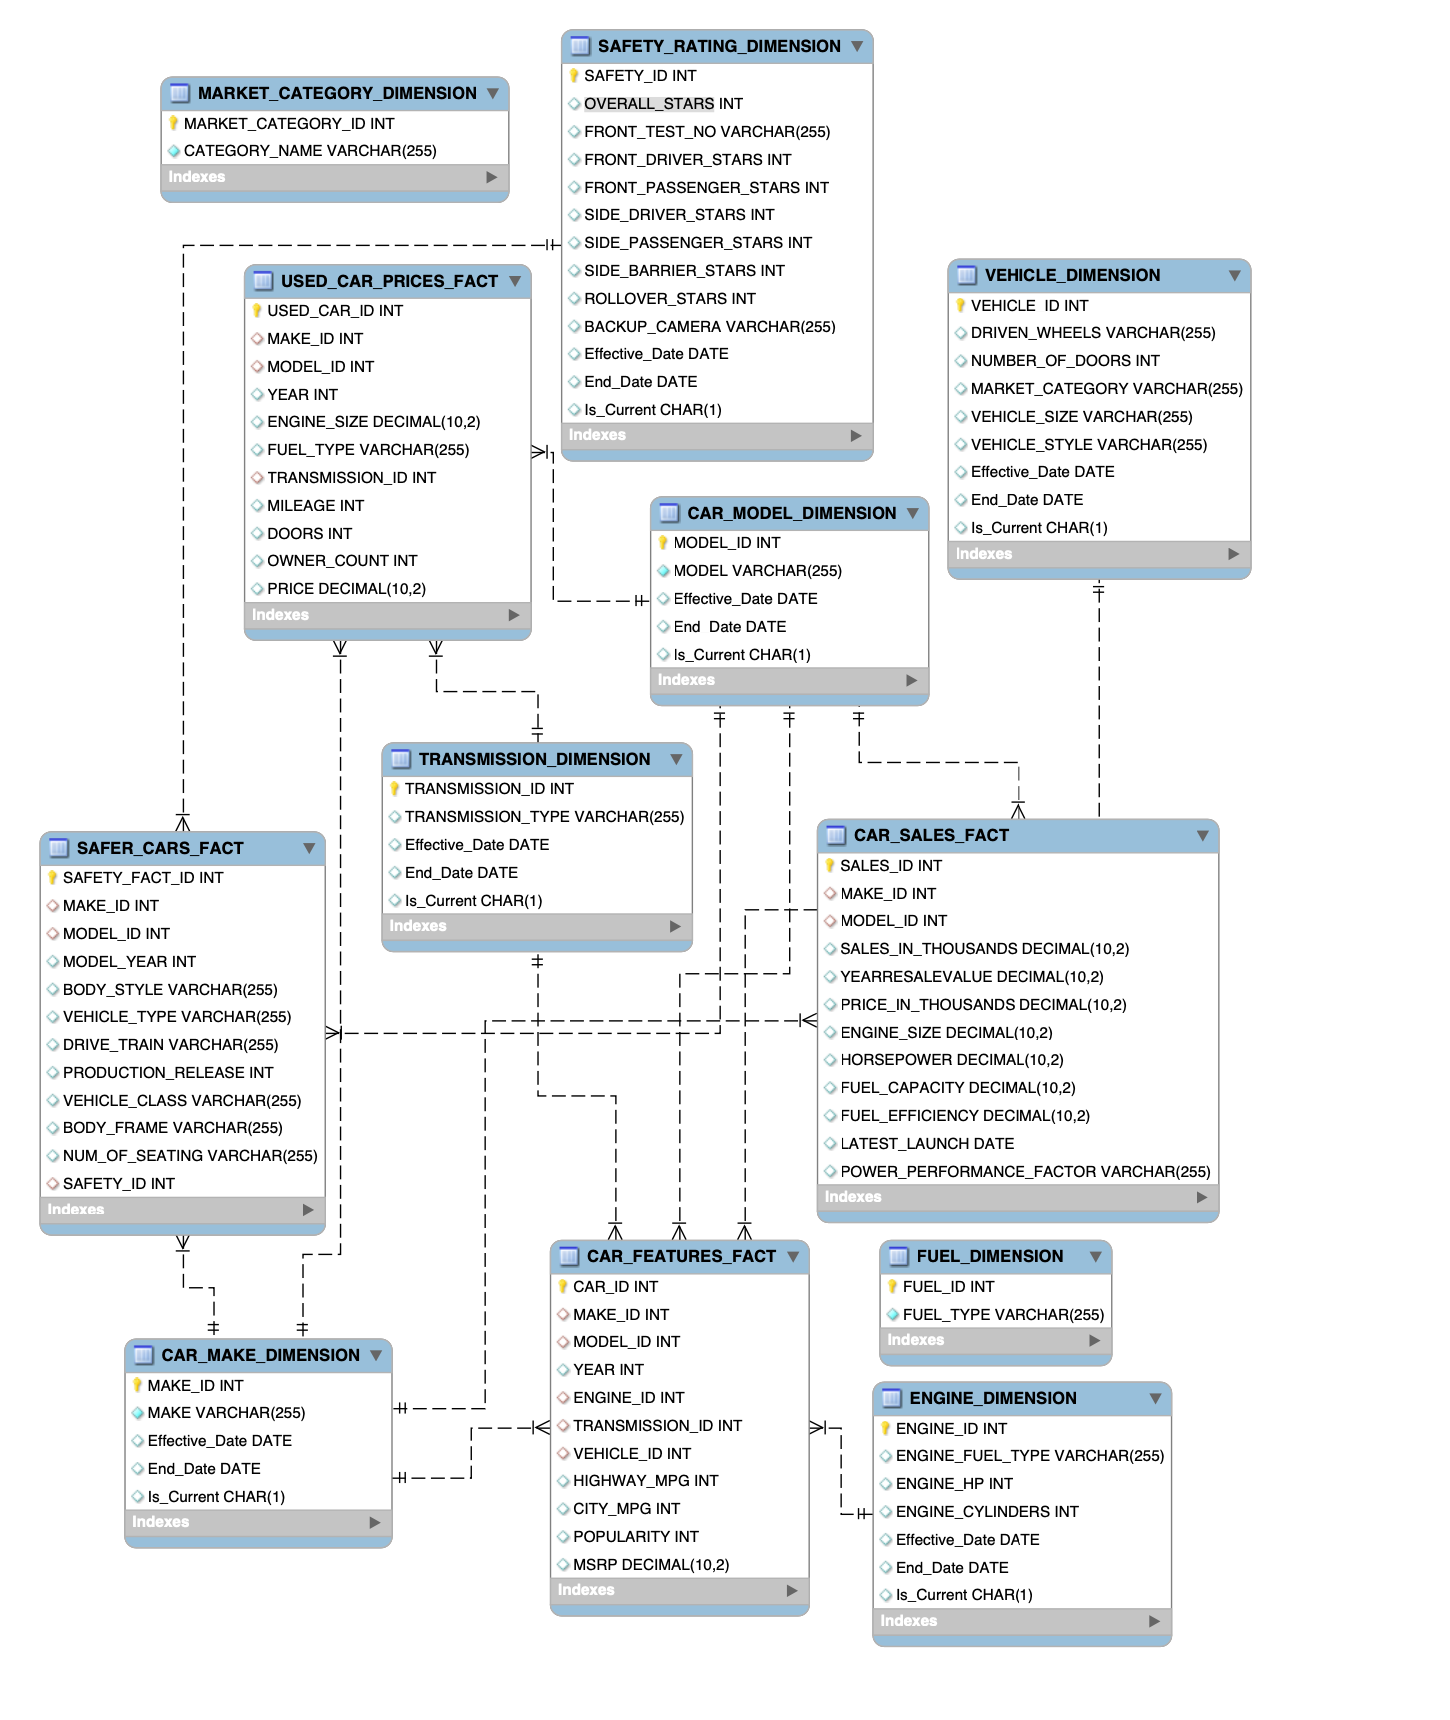 SAFETY_RATING_DIMENSION
SAFETY_ID INT
OVERALL_STARS INT
FRONT_TEST_NO VARCHAR(255)
FRONT_DRIVER_STARS INT
FRONT_PASSENGER_STARS INT
SIDE_DRIVER_STARS INT
SIDE_PASSENGER_STARS INT
SIDE_BARRIER_STARS INT
ROLLOVER_STARS INT
BACKUP_CAMERA VARCHAR(255)
Effective_Date DATE
End_Date DATE
Is_Current CHAR(1)
Indexes
MARKET_CATEGORY_DIMENSION
MARKET_CATEGORY_ID INT
CATEGORY_NAME VARCHAR(255)
Indexes
USED_CAR_PRICES_FACT
USED_CAR_ID INT
MAKE_ID INT
MODEL_ID INT
YEAR INT
ENGINE_SIZE DECIMAL(10,2)
FUEL_TYPE VARCHAR(255)
TRANSMISSION_ID INT
MILEAGE INT
DOORS INT
OWNER_COUNT INT
PRICE DECIMAL(10,2)
Indexes
VEHICLE_DIMENSION
VEHICLE ID INT
DRIVEN_WHEELS VARCHAR(255)
NUMBER_OF_DOORS INT
MARKET_CATEGORY VARCHAR(255)
VEHICLE_SIZE VARCHAR(255)
VEHICLE_STYLE VARCHAR(255)
Effective_Date DATE
End_Date DATE
Is_Current CHAR(1)
Indexes
CAR_MODEL_DIMENSION
MODEL_ID INT
MODEL VARCHAR(255)
Effective_Date DATE
End Date DATE
Is_Current CHAR(1)
Indexes
TRANSMISSION_DIMENSION
TRANSMISSION_ID INT
TRANSMISSION_TYPE VARCHAR(255)
Effective_Date DATE
End_Date DATE
Is_Current CHAR(1)
Indexes
SAFER_CARS_FACT
SAFETY_FACT_ID INT
MAKE_ID INT
MODEL_ID INT
MODEL_YEAR INT
BODY_STYLE VARCHAR(255)
VEHICLE_TYPE VARCHAR(255)
DRIVE_TRAIN VARCHAR(255)
PRODUCTION_RELEASE INT
VEHICLE_CLASS VARCHAR(255)
BODY_FRAME VARCHAR(255)
NUM_OF_SEATING VARCHAR(255)
SAFETY_ID INT
Indexes
CAR_SALES_FACT
SALES_ID INT
MAKE_ID INT
MODEL_ID INT
SALES_IN_THOUSANDS DECIMAL(10,2)
YEARRESALEVALUE DECIMAL(10,2)
PRICE_IN_THOUSANDS DECIMAL(10,2)
ENGINE_SIZE DECIMAL(10,2)
HORSEPOWER DECIMAL(10,2)
FUEL_CAPACITY DECIMAL(10,2)
FUEL_EFFICIENCY DECIMAL(10,2)
LATEST_LAUNCH DATE
POWER_PERFORMANCE_FACTOR VARCHAR(255)
Indexes
CAR_MAKE_DIMENSION
MAKE_ID INT
MAKE VARCHAR(255)
Effective_Date DATE
End_Date DATE
Is_Current CHAR(1)
Indexes
CAR_FEATURES_FACT
CAR_ID INT
MAKE_ID INT
MODEL_ID INT
YEAR INT
ENGINE_ID INT
TRANSMISSION_ID INT
VEHICLE_ID INT
HIGHWAY_MPG INT
CITY_MPG INT
POPULARITY INT
MSRP DECIMAL(10,2)
Indexes
FUEL_DIMENSION
FUEL_ID INT
FUEL_TYPE VARCHAR(255)
Indexes
ENGINE_DIMENSION
ENGINE_ID INT
ENGINE_FUEL_TYPE VARCHAR(255)
ENGINE_HP INT
ENGINE_CYLINDERS INT
Effective_Date DATE
End_Date DATE
Is_Current CHAR(1)
Indexes